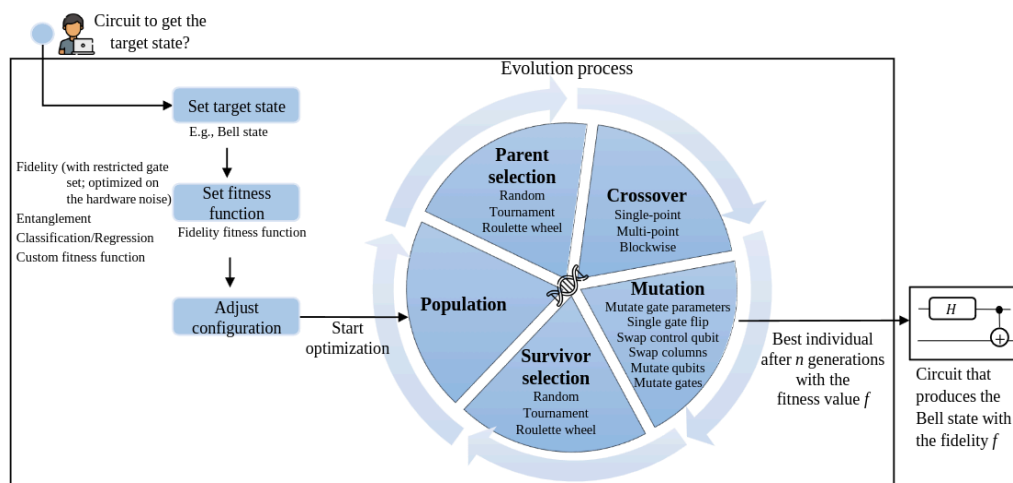 Circuit to get the
target state?
Evolution process
Set target state
E.g., Bell state
Fidelity (with restricted gate
set; optimized on
the hardware noise)
Entanglement
Classification/Regression
Custom fitness function
Set fitness
function
Fidelity fitness function
Adjust
configuration
Start
optimization
Population
Parent
selection
Random
Tournament
Roulette wheel
Crossover
Single-point
Multi-point
Blockwise
Mutation
Mutate gate parameters
Single gate flip
Swap control qubit
Swap columns
Mutate qubits
Mutate gates
Survivor
selection
Random
Tournament
Roulette wheel
Best individual
after n generations
with the
fitness value f
H
Circuit that
produces the
Bell state with
the fidelity f